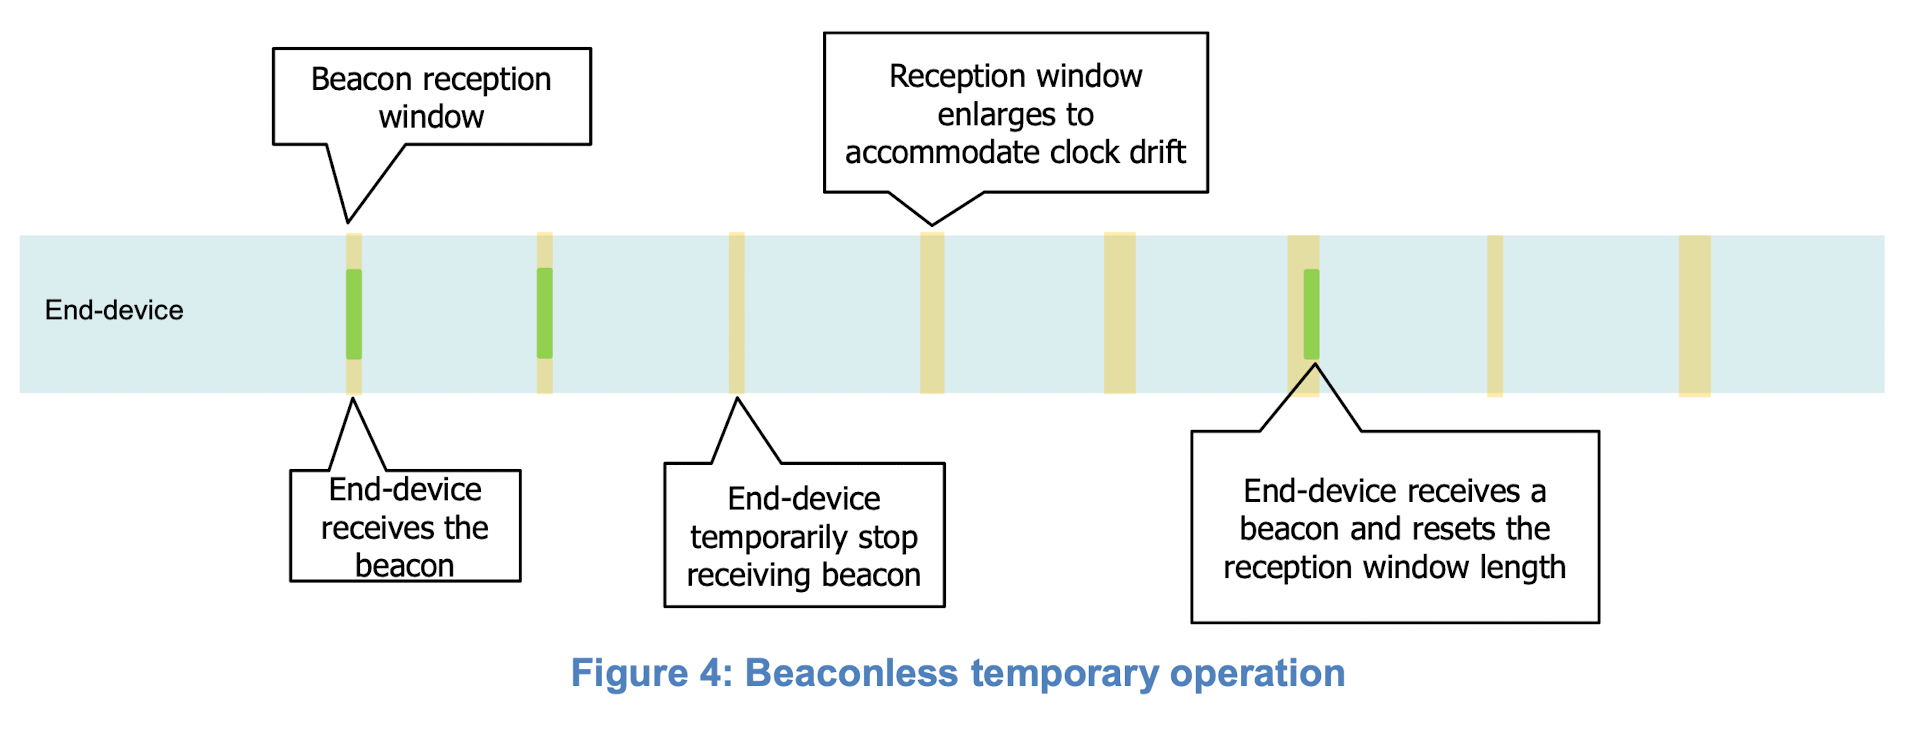 Beacon reception
window
Reception window
enlarges to
accommodate clock drift
End-device
End-device
receives the
beacon
End-device
temporarily stop
receiving beacon
End-device receives a
beacon and resets the
reception window length
Figure 4: Beaconless temporary operation